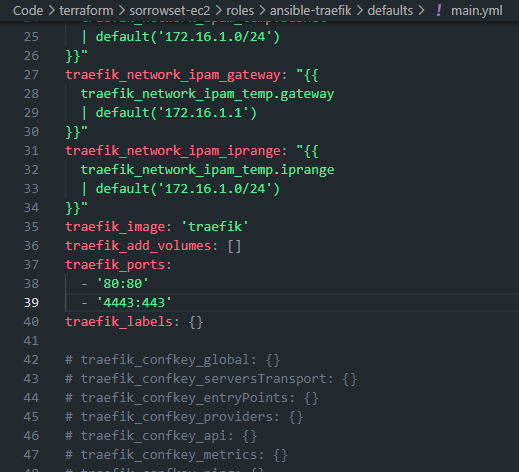 Code > terraform > sorrowset-ec2 > roles > ansible-traefik > defaults > ! main.yml
25 | default('172.16.1.0/24')
26 }}"
27 traefik_network_ipam_gateway: "{{
28 traefik_network_ipam_temp.gateway
29 | default('172.16.1.1')
30 }}"
31 traefik_network_ipam_iprange: "{{
32 traefik_network_ipam_temp.iprange
33 | default('172.16.1.0/24')
34 }}"
35 traefik_image: 'traefik'
36 traefik_add_volumes: []
37 traefik_ports:
38 - '80:80'
39 - '4443:443'
40 traefik_labels: {}
41
42 # traefik_confkey_global: {}
43 # traefik_confkey_serversTransport: {}
44 # traefik_confkey_entryPoints: {}
45 # traefik_confkey_providers: {}
46 # traefik_confkey_api: {}
47 # traefik_confkey_metrics: {}